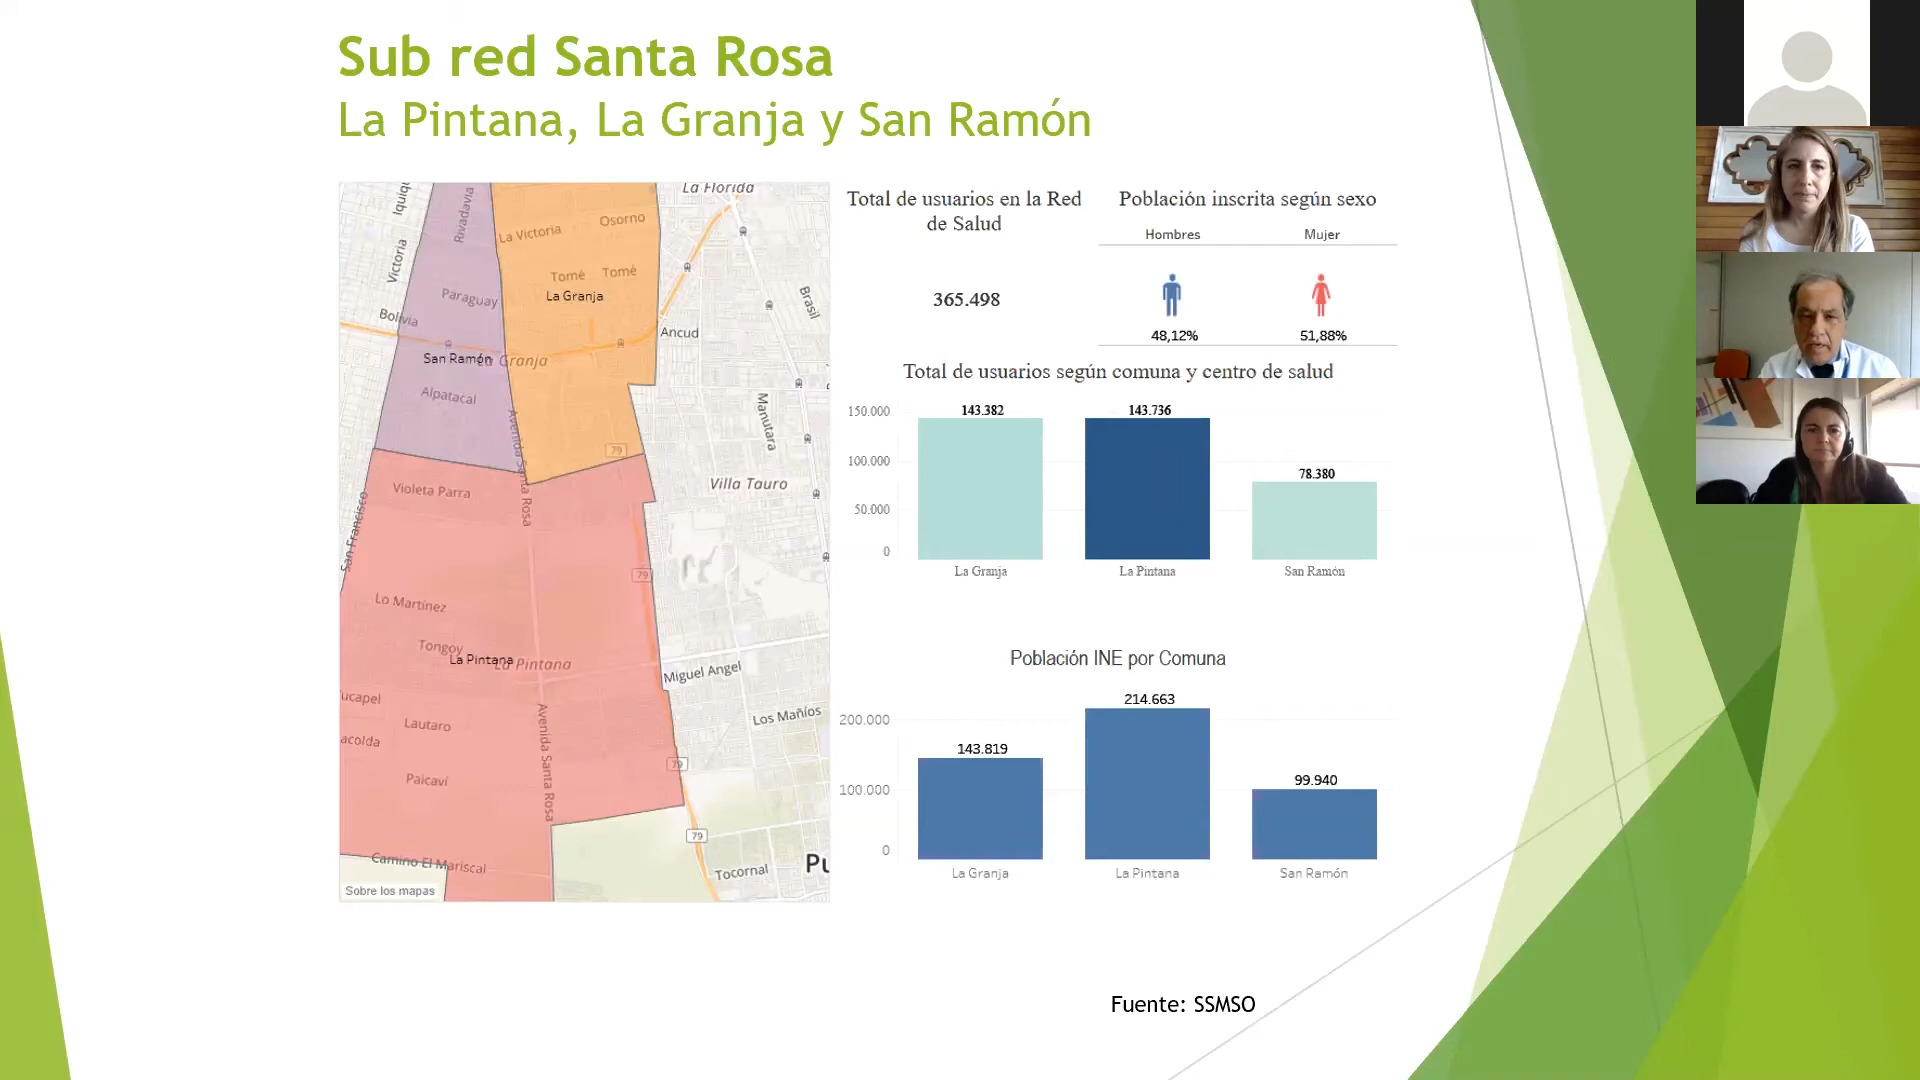 Sub red Santa Rosa
La Pintana, La Granja y San Ramón
La Florida
Rivadavia
Victoria
La Victoria
Osorno
Tomé
Tomé
La Granja
Paraguay
Brasil
Bolivia
Ancud
San Ramón
La Granja
Alpatacal
Manutara
Avenida Santa Rosa
79
Violeta Parra
Villa Tauro
San Francisco
79
Lo Martínez
Tongoy
La Pintana
La Pintana
Miguel Angel
ucapel
Lautaro
Los Mañíos
acolda
Avenida Santa Rosa
79
Paicaví
79
Camino El Mariscal
Tocornal
Pu
Sobre los mapas
Total de usuarios en la Red
de Salud
365.498
Población inscrita según sexo
Hombres
Mujer
48,12%
51,88%
Total de usuarios según comuna y centro de salud
150.000
100.000
50.000
0
143.382
143.736
78.380
La Granja
La Pintana
San Ramón
Población INE por Comuna
200.000
100.000
0
143.819
214.663
99.940
La Granja
La Pintana
San Ramón
Fuente: SSMSO